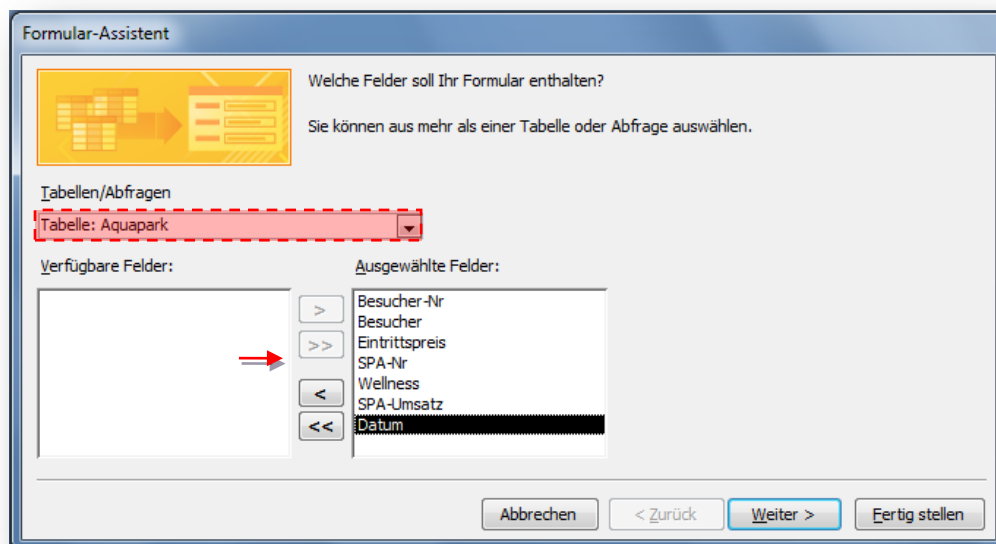 Formular-Assistent
Welche Felder soll Ihr Formular enthalten?
Sie können aus mehr als einer Tabelle oder Abfrage auswählen.
Tabellen/Abfragen
Tabelle: Aquapark
Verfügbare Felder:
Ausgewählte Felder:
>
>>
<
<<
Besucher-Nr
Besucher
Eintrittspreis
SPA-Nr
Wellness
SPA-Umsatz
Datum
Abbrechen
< Zurück
Weiter >
Fertig stellen